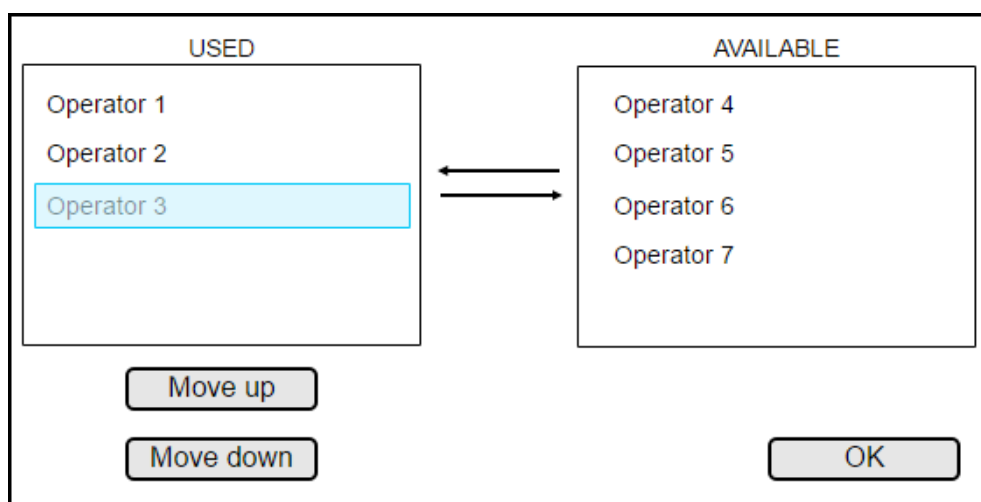 USED
Operator 1
Operator 2
Operator 3
Move up
Move down
AVAILABLE
Operator 4
Operator 5
Operator 6
Operator 7
OK